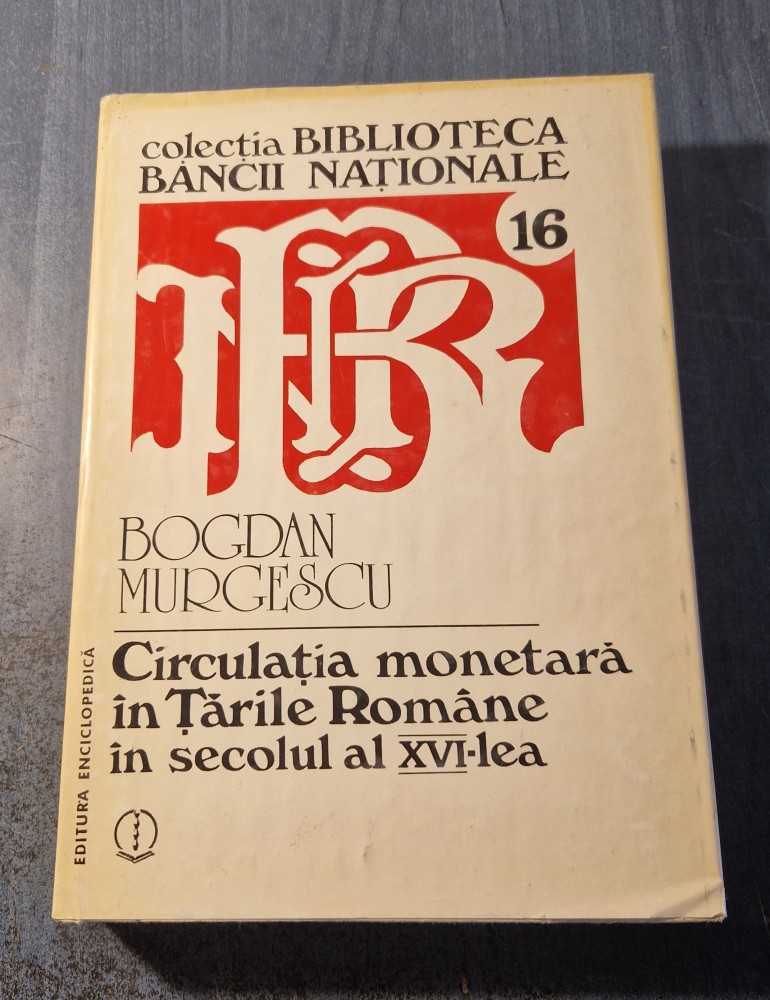 colecția BIBLIOTECA
BĂNCII NAȚIONALE
16
BNR
BOGDAN
MURGESCU
Circulația monetară
în Țările Române
în secolul al XVI-lea
EDITURA ENCICLOPEDICĂ